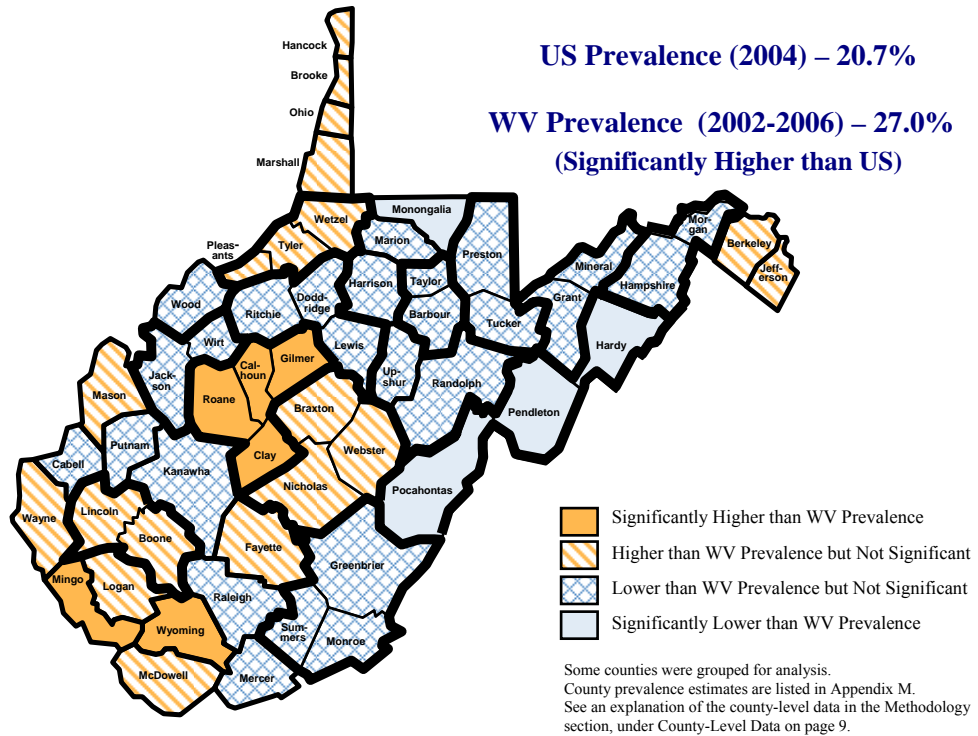 US Prevalence (2004) – 20.7%
WV Prevalence (2002-2006) – 27.0%
(Significantly Higher than US)
Hancock
Brooke
Ohio
Marshall
Wetzel
Monongalia
Marion
Preston
Mor-
gan
Berkeley
Jeff-
erson
Pleas-
ants
Tyler
Mineral
Hampshire
Wood
Ritchie
Dodd-
ridge
Harrison
Taylor
Barbour
Grant
Tucker
Hardy
Wirt
Gilmer
Lewis
Cal-
houn
Up-
shur
Randolph
Jack-
son
Roane
Mason
Braxton
Pendleton
Putnam
Clay
Webster
Cabell
Kanawha
Nicholas
Pocahontas
Wayne
Lincoln
Boone
Fayette
Greenbrier
Mingo
Logan
Raleigh
Wyoming
Sum-
mers
Monroe
McDowell
Mercer
Significantly Higher than WV Prevalence
Higher than WV Prevalence but Not Significant
Lower than WV Prevalence but Not Significant
Significantly Lower than WV Prevalence
Some counties were grouped for analysis.
County prevalence estimates are listed in Appendix M.
See an explanation of the county-level data in the Methodology
section, under County-Level Data on page 9.